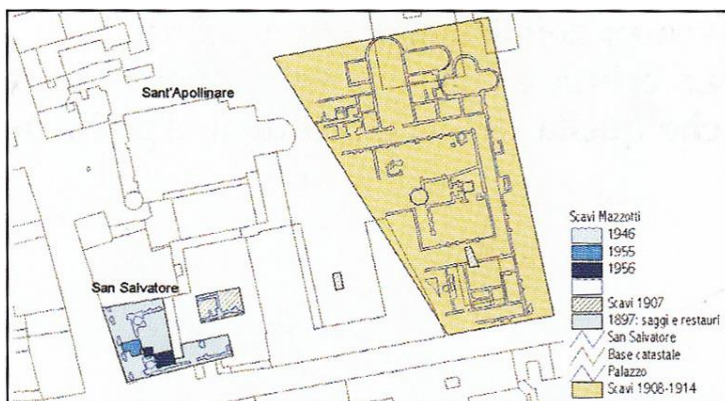 Sant'Apollinare
San Salvatore
Scavi Mazzotti
1946
1955
1956
Scavi 1907
1897: saggi e restauri
San Salvatore
Base catastale
Palazzo
Scavi 1908-1914